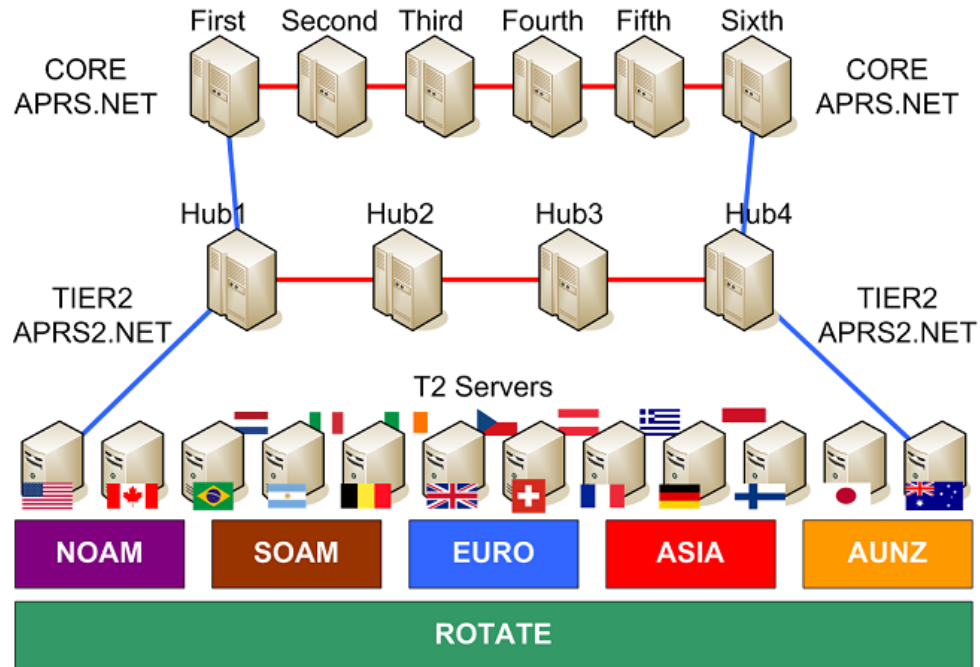 First Second Third Fourth Fifth Sixth
CORE
APRS.NET
CORE
APRS.NET
Hub1 Hub2 Hub3 Hub4
TIER2
APRS2.NET
TIER2
APRS2.NET
T2 Servers
NOAM SOAM EURO ASIA AUNZ
ROTATE